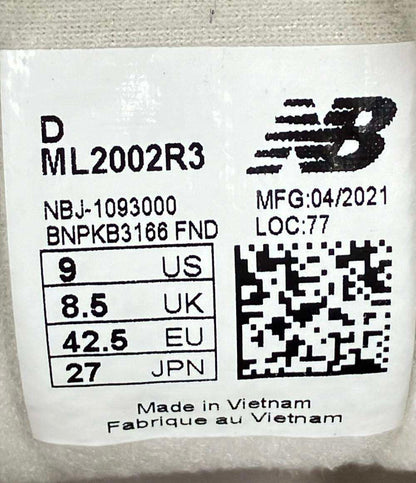 D
NB
ML2002R3
NBJ-1093000
MFG:04/2021
BNPKB3166 FND
LOC:77
9 US
8.5 UK
42.5 EU
27 JPN
Made in Vietnam
Fabrique au Vietnam